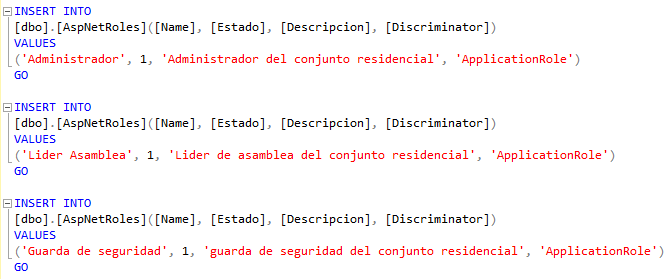 INSERT INTO
[dbo].[AspNetRoles]([Name], [Estado], [Descripcion], [Discriminator])
VALUES
('Administrador', 1, 'Administrador del conjunto residencial', 'ApplicationRole')
GO
INSERT INTO
[dbo].[AspNetRoles]([Name], [Estado], [Descripcion], [Discriminator])
VALUES
('Lider Asamblea', 1, 'Lider de asamblea del conjunto residencial', 'ApplicationRole')
GO
INSERT INTO
[dbo].[AspNetRoles]([Name], [Estado], [Descripcion], [Discriminator])
VALUES
('Guarda de seguridad', 1, 'guarda de seguridad del conjunto residencial', 'ApplicationRole')
GO